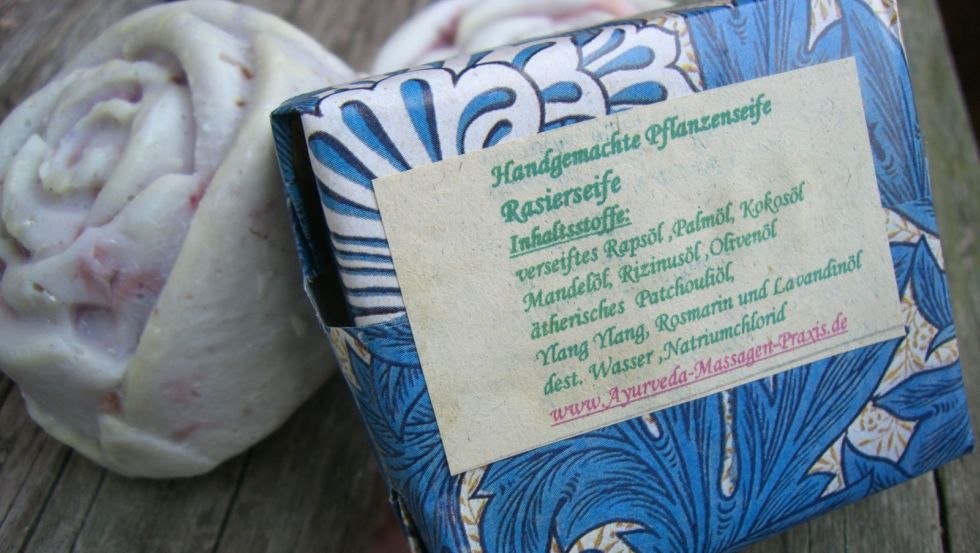 Handgemachte Pflanzenseife
Rasierseife
Inhaltsstoffe:
verseiftes Rapsöl ,Palmöl, Kokosöl
Mandelöl, Rizinusöl ,Olivenöl
ätherisches Patchouliöl,
Ylang Ylang, Rosmarin und Lavandinöl
dest. Wasser ,Natriumchlorid
www.Ayurveda-Massagen-Praxis.de